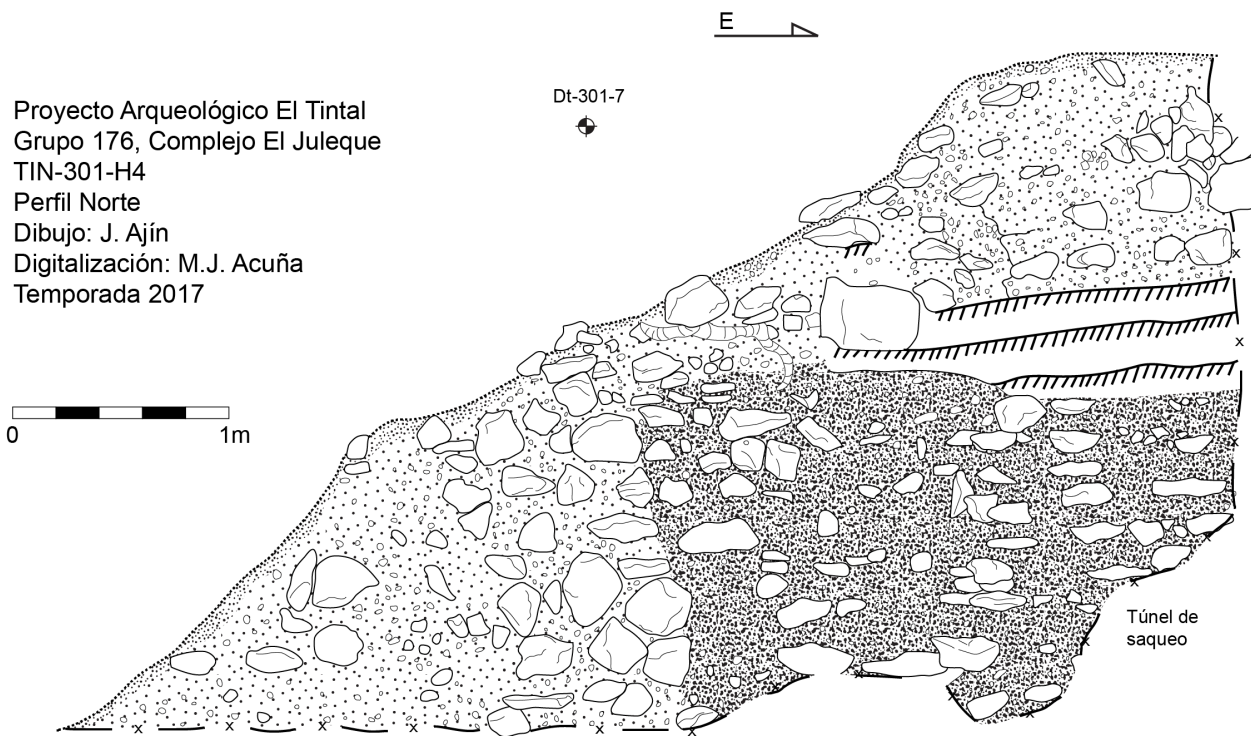 E
Dt-301-7
Proyecto Arqueológico El Tintal
Grupo 176, Complejo El Juleque
TIN-301-H4
Perfil Norte
Dibujo: J. Ajín
Digitalización: M.J. Acuña
Temporada 2017
0 1m
Túnel de
saqueo